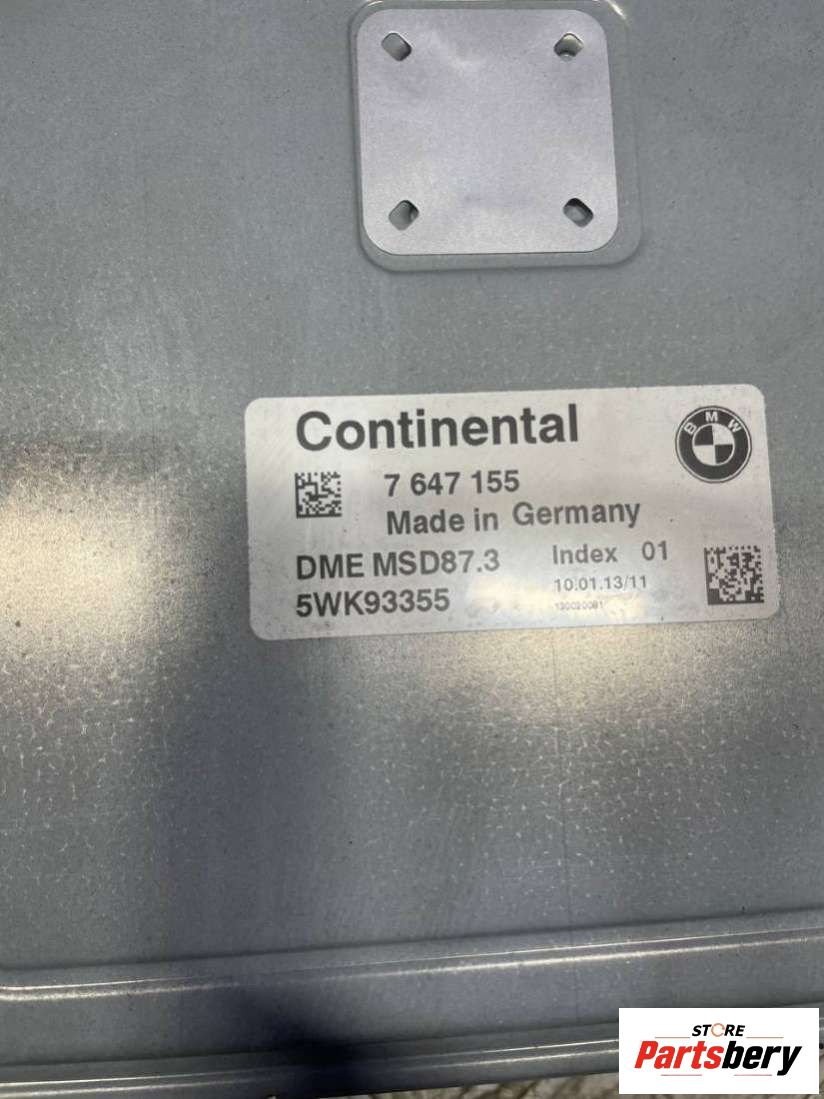 Continental
BMW
7 647 155
Made in Germany
DME MSD87.3 Index 01
5WK93355 10.01.13/11
STORE
Partsbery